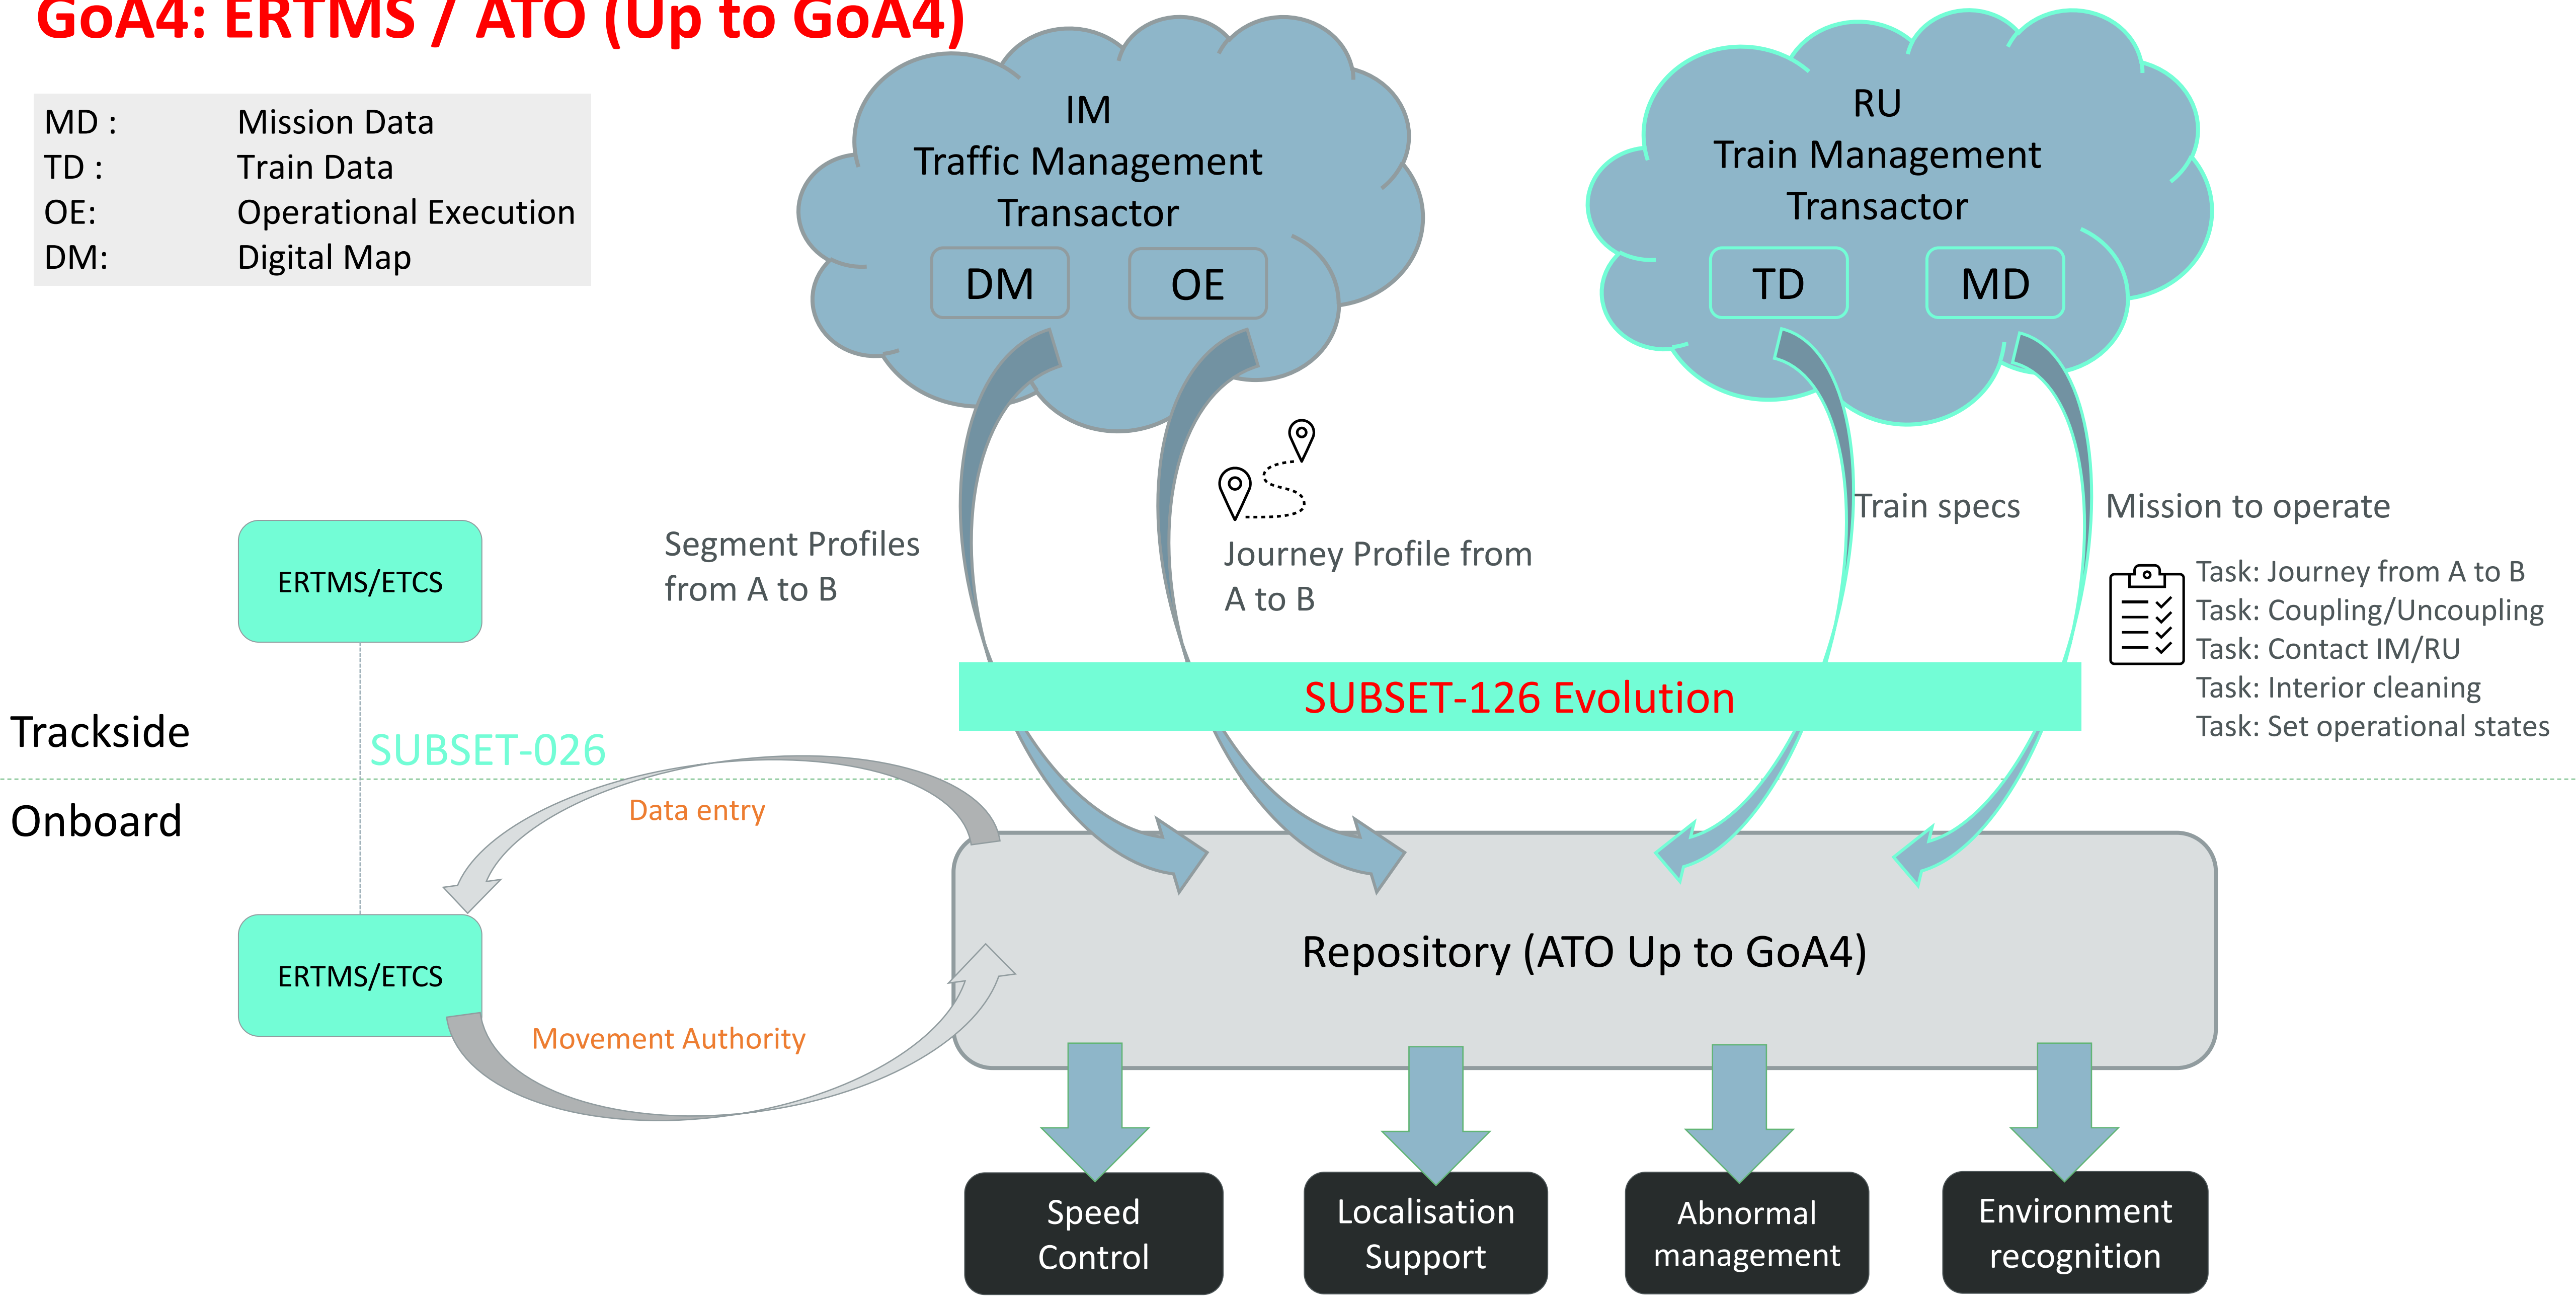 GoA4: ERTMS / ATO (Up to GoA4)
MD : Mission Data
TD : Train Data
OE: Operational Execution
DM: Digital Map
IM
Traffic Management
Transactor
DM OE
RU
Train Management
Transactor
TD MD
Segment Profiles
from A to B
Journey Profile from
A to B
Train specs
Mission to operate
Task: Journey from A to B
Task: Coupling/Uncoupling
Task: Contact IM/RU
Task: Interior cleaning
Task: Set operational states
ERTMS/ETCS
SUBSET-126 Evolution
Trackside
SUBSET-026
Onboard
Data entry
ERTMS/ETCS
Movement Authority
Repository (ATO Up to GoA4)
Speed
Control
Localisation
Support
Abnormal
management
Environment
recognition